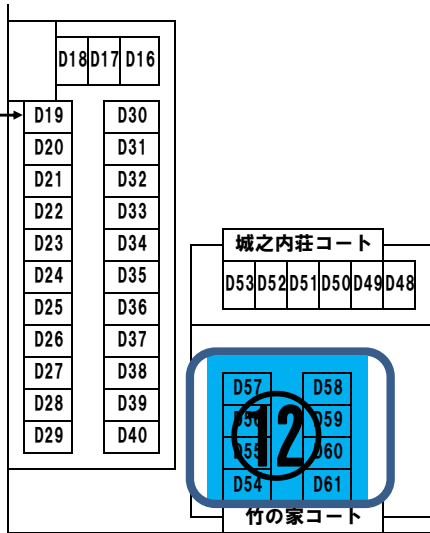 D18 D17 D16
D19 D30
D20 D31
D21 D32
D22 D33
D23 D34
D24 D35
D25 D36
D26 D37
D27 D38
D28 D39
D29 D40
城之内荘コート
D53 D52 D51 D50 D49 D48
D57 D58
D56 D59
D55 D60
D54 D61
⑫
竹の家コート